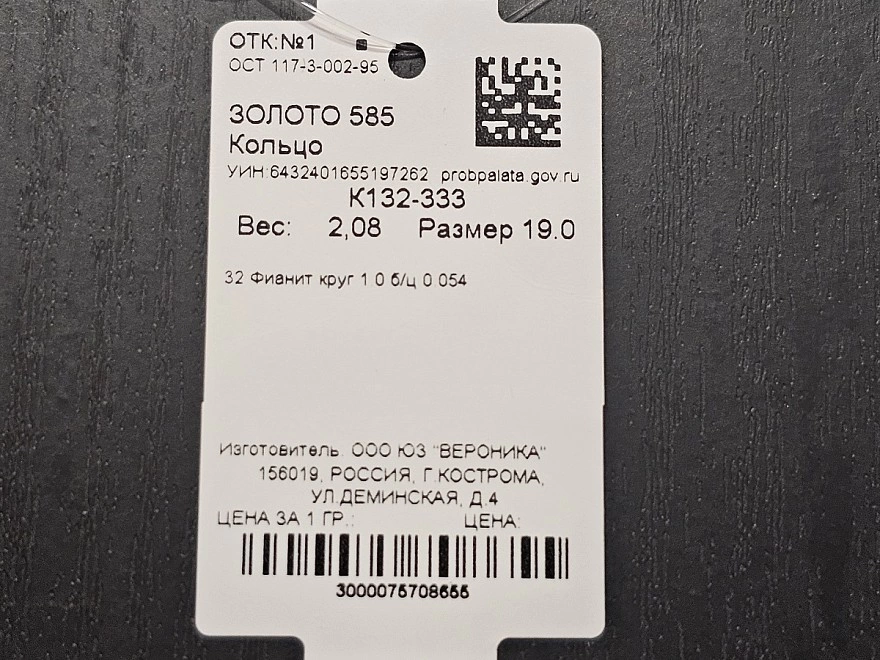 ОТК:№1
ОСТ 117-3-002-95
ЗОЛОТО 585
Кольцо
УИН:6432401655197262 probpalata.gov.ru
К132-333
Вес: 2,08 Размер 19.0
32 Фианит круг 1.0 б/ц 0.054
Изготовитель: ООО ЮЗ "ВЕРОНИКА"
156019, РОССИЯ, Г.КОСТРОМА,
УЛ.ДЕМИНСКАЯ, Д.4
ЦЕНА ЗА 1 ГР.: ЦЕНА:
3000075708655